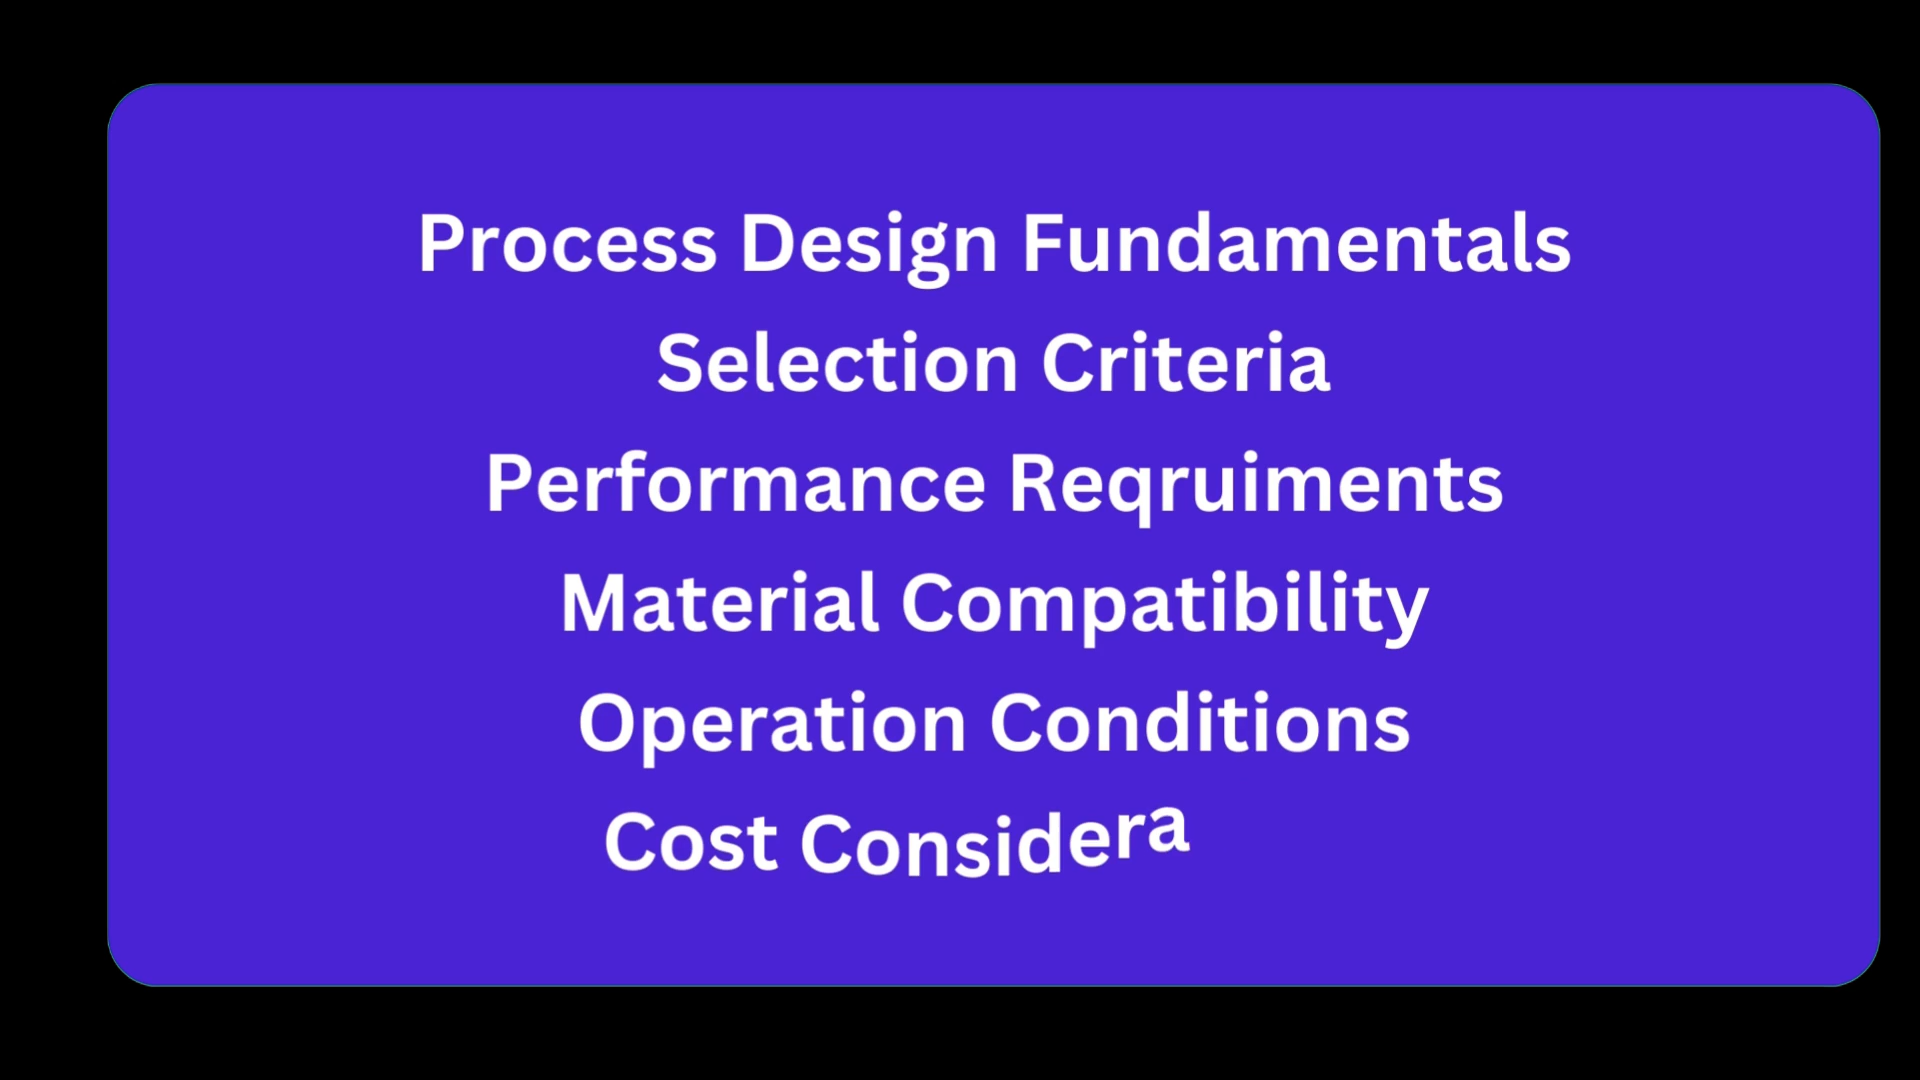 Process Design Fundamentals
Selection Criteria
Performance Reqruiments
Material Compatibility
Operation Conditions
Cost Considera